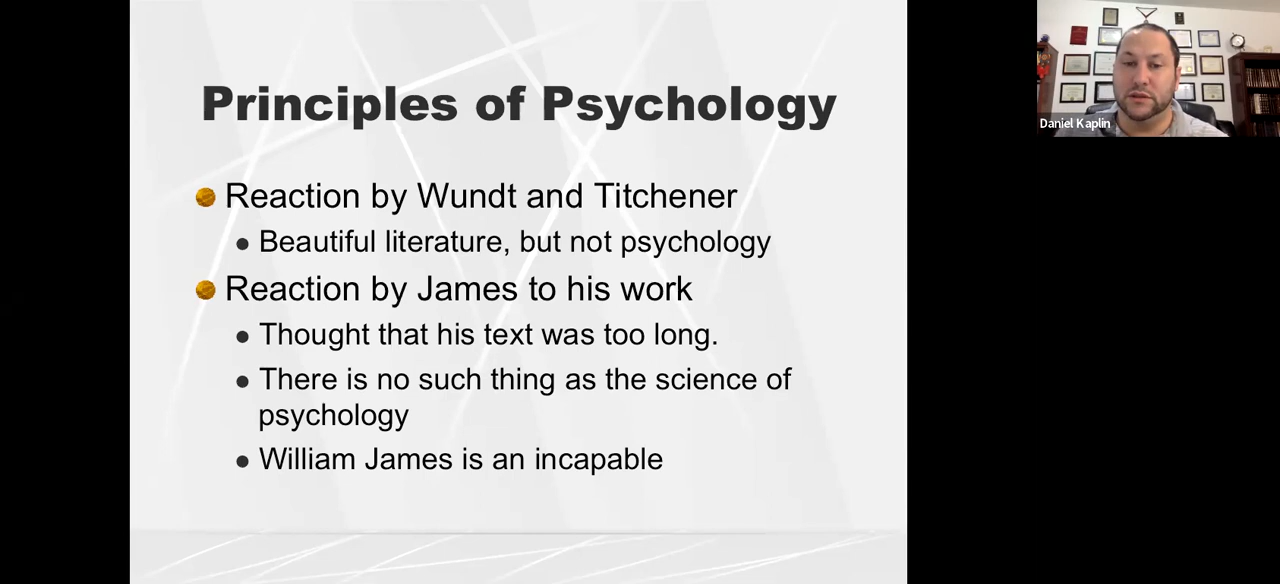 Principles of Psychology
Reaction by Wundt and Titchener
Beautiful literature, but not psychology
Reaction by James to his work
Thought that his text was too long.
There is no such thing as the science of
psychology
William James is an incapable
Daniel Kaplin